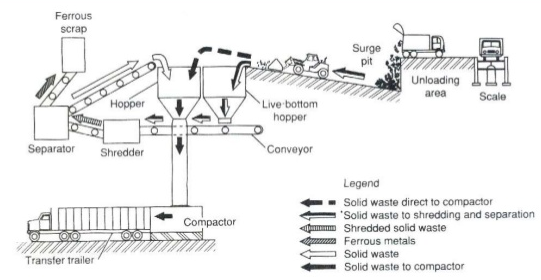 Ferrous
scrap
Surge
pit
Unloading
area
Scale
Hopper
Live-bottom
hopper
Separator
Shredder
Conveyor
Compactor
Transfer trailer
Legend
Solid waste direct to compactor
Solid waste to shredding and separation
Shredded solid waste
Ferrous metals
Solid waste
Solid waste to compactor